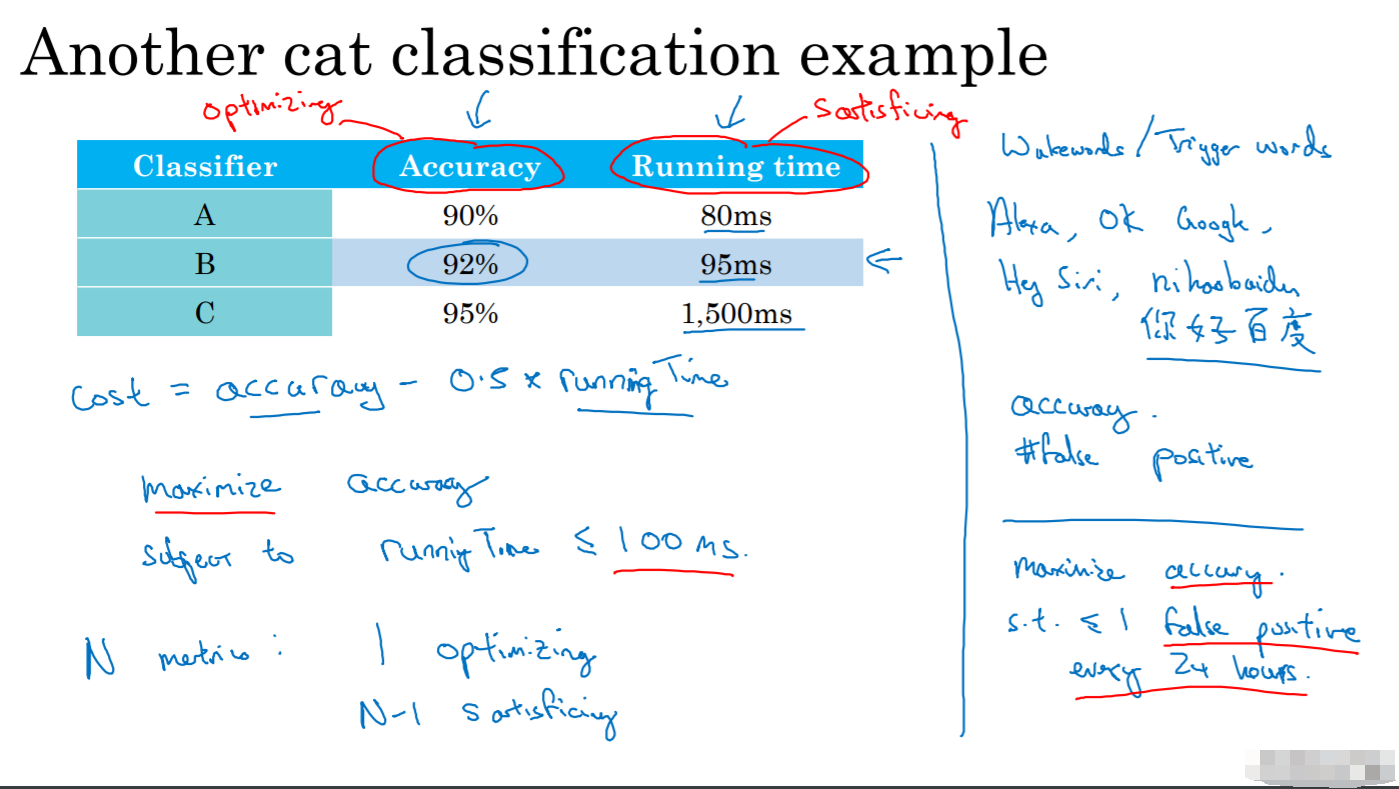 Another cat classification example
optimizing
Satisficing
Classifier Accuracy Running time
A 90% 80ms
B 92% 95ms
C 95% 1,500ms
cost = accuracy - 0.5 x runningTime
maximize accuracy
subject to runningTime ≤ 100 ms.
N metrics: 1 optimizing
N-1 satisficing
Wakewords / Trigger words
Alexa, OK Google,
Hey Siri, nihaobaidu
你好百度
accuracy.
#false positive
maximize accuracy.
s.t. ≤ 1 false positive
every 24 hours.